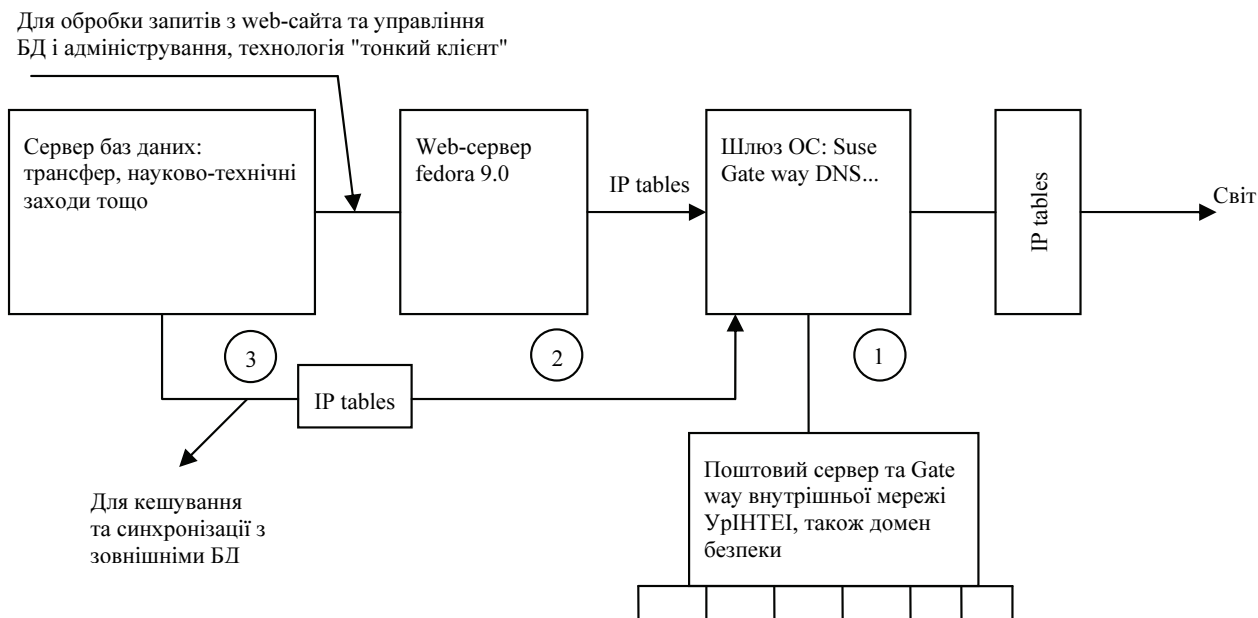 Для обробки запитів з web-сайта та управління
БД і адміністрування, технологія "тонкий клієнт"
Сервер баз даних:
трансфер, науково-технічні
заходи тощо
Web-сервер
fedora 9.0
IP tables
Шлюз ОС: Suse
Gate way DNS...
IP tables
Світ
3
2
1
IP tables
Поштовий сервер та Gate
way внутрішньої мережі
УрІНТЕІ, також домен
безпеки
Для кешування
та синхронізації з
зовнішніми БД